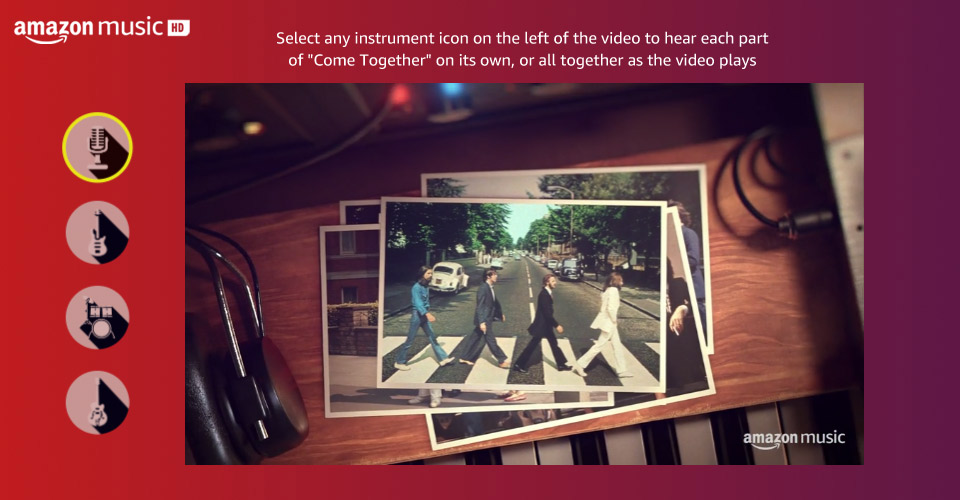 amazon music HD
Select any instrument icon on the left of the video to hear each part
of "Come Together" on its own, or all together as the video plays
amazon music